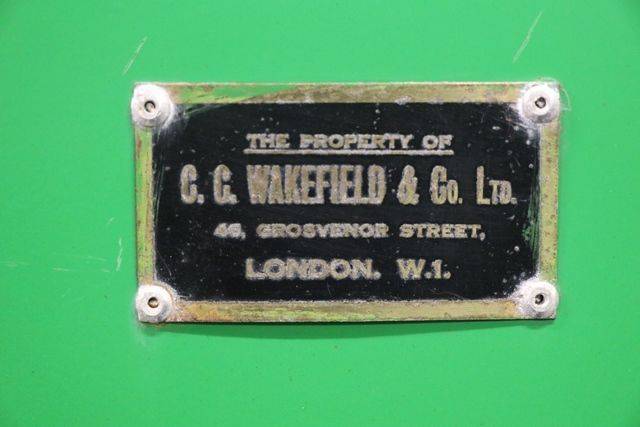 THE PROPERTY OF
C. C. WAKEFIELD & Co. LTD.
46, GROSVENOR STREET,
LONDON. W.1.